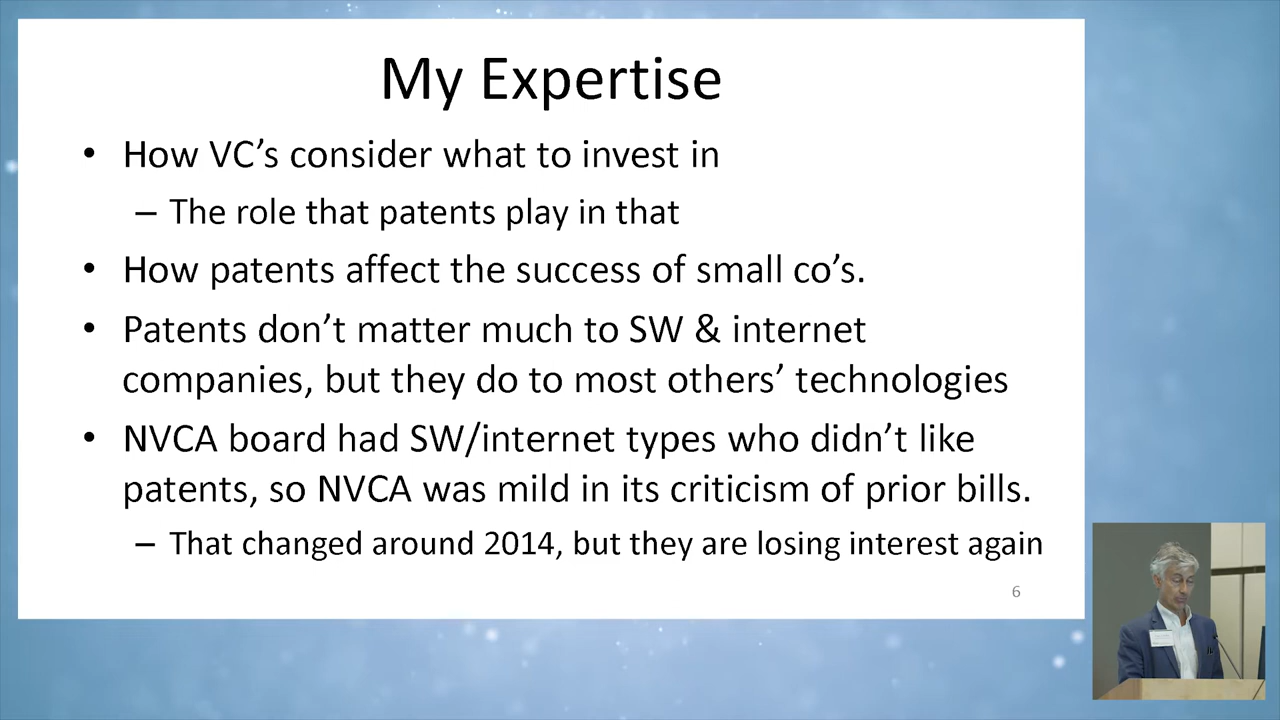 My Expertise
• How VC’s consider what to invest in
– The role that patents play in that
• How patents affect the success of small co’s.
• Patents don’t matter much to SW & internet
companies, but they do to most others’ technologies
• NVCA board had SW/internet types who didn’t like
patents, so NVCA was mild in its criticism of prior bills.
– That changed around 2014, but they are losing interest again
6